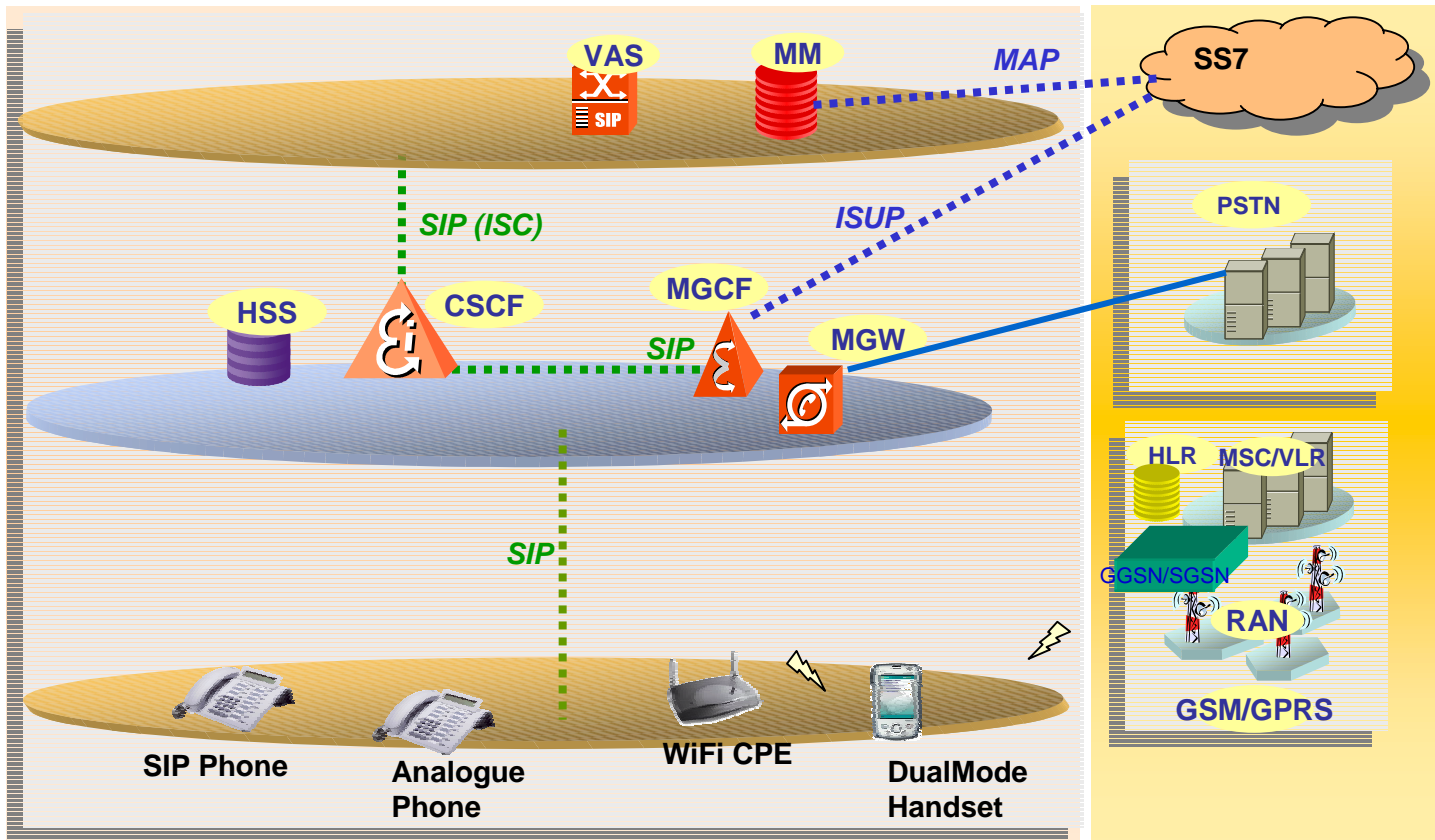 VAS
MM
MAP
SS7
SIP
SIP (ISC)
ISUP
PSTN
HSS
CSCF
MGCF
SIP
MGW
HLR
MSC/VLR
SIP
GGSN/SGSN
RAN
GSM/GPRS
SIP Phone
Analogue
Phone
WiFi CPE
DualMode
Handset